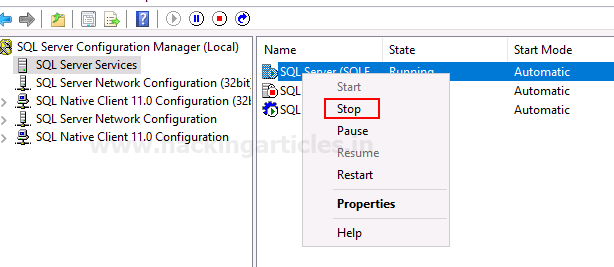 SQL Server Configuration Manager (Local)
SQL Server Services
SQL Server Network Configuration (32bit)
SQL Native Client 11.0 Configuration (32b
SQL Server Network Configuration
SQL Native Client 11.0 Configuration
Name State Start Mode
SQL Server (SQLE Running Automatic
SQL Automatic
SQL Automatic
Start
Stop
Pause
Resume
Restart
Properties
Help
www.hackingarticles.in